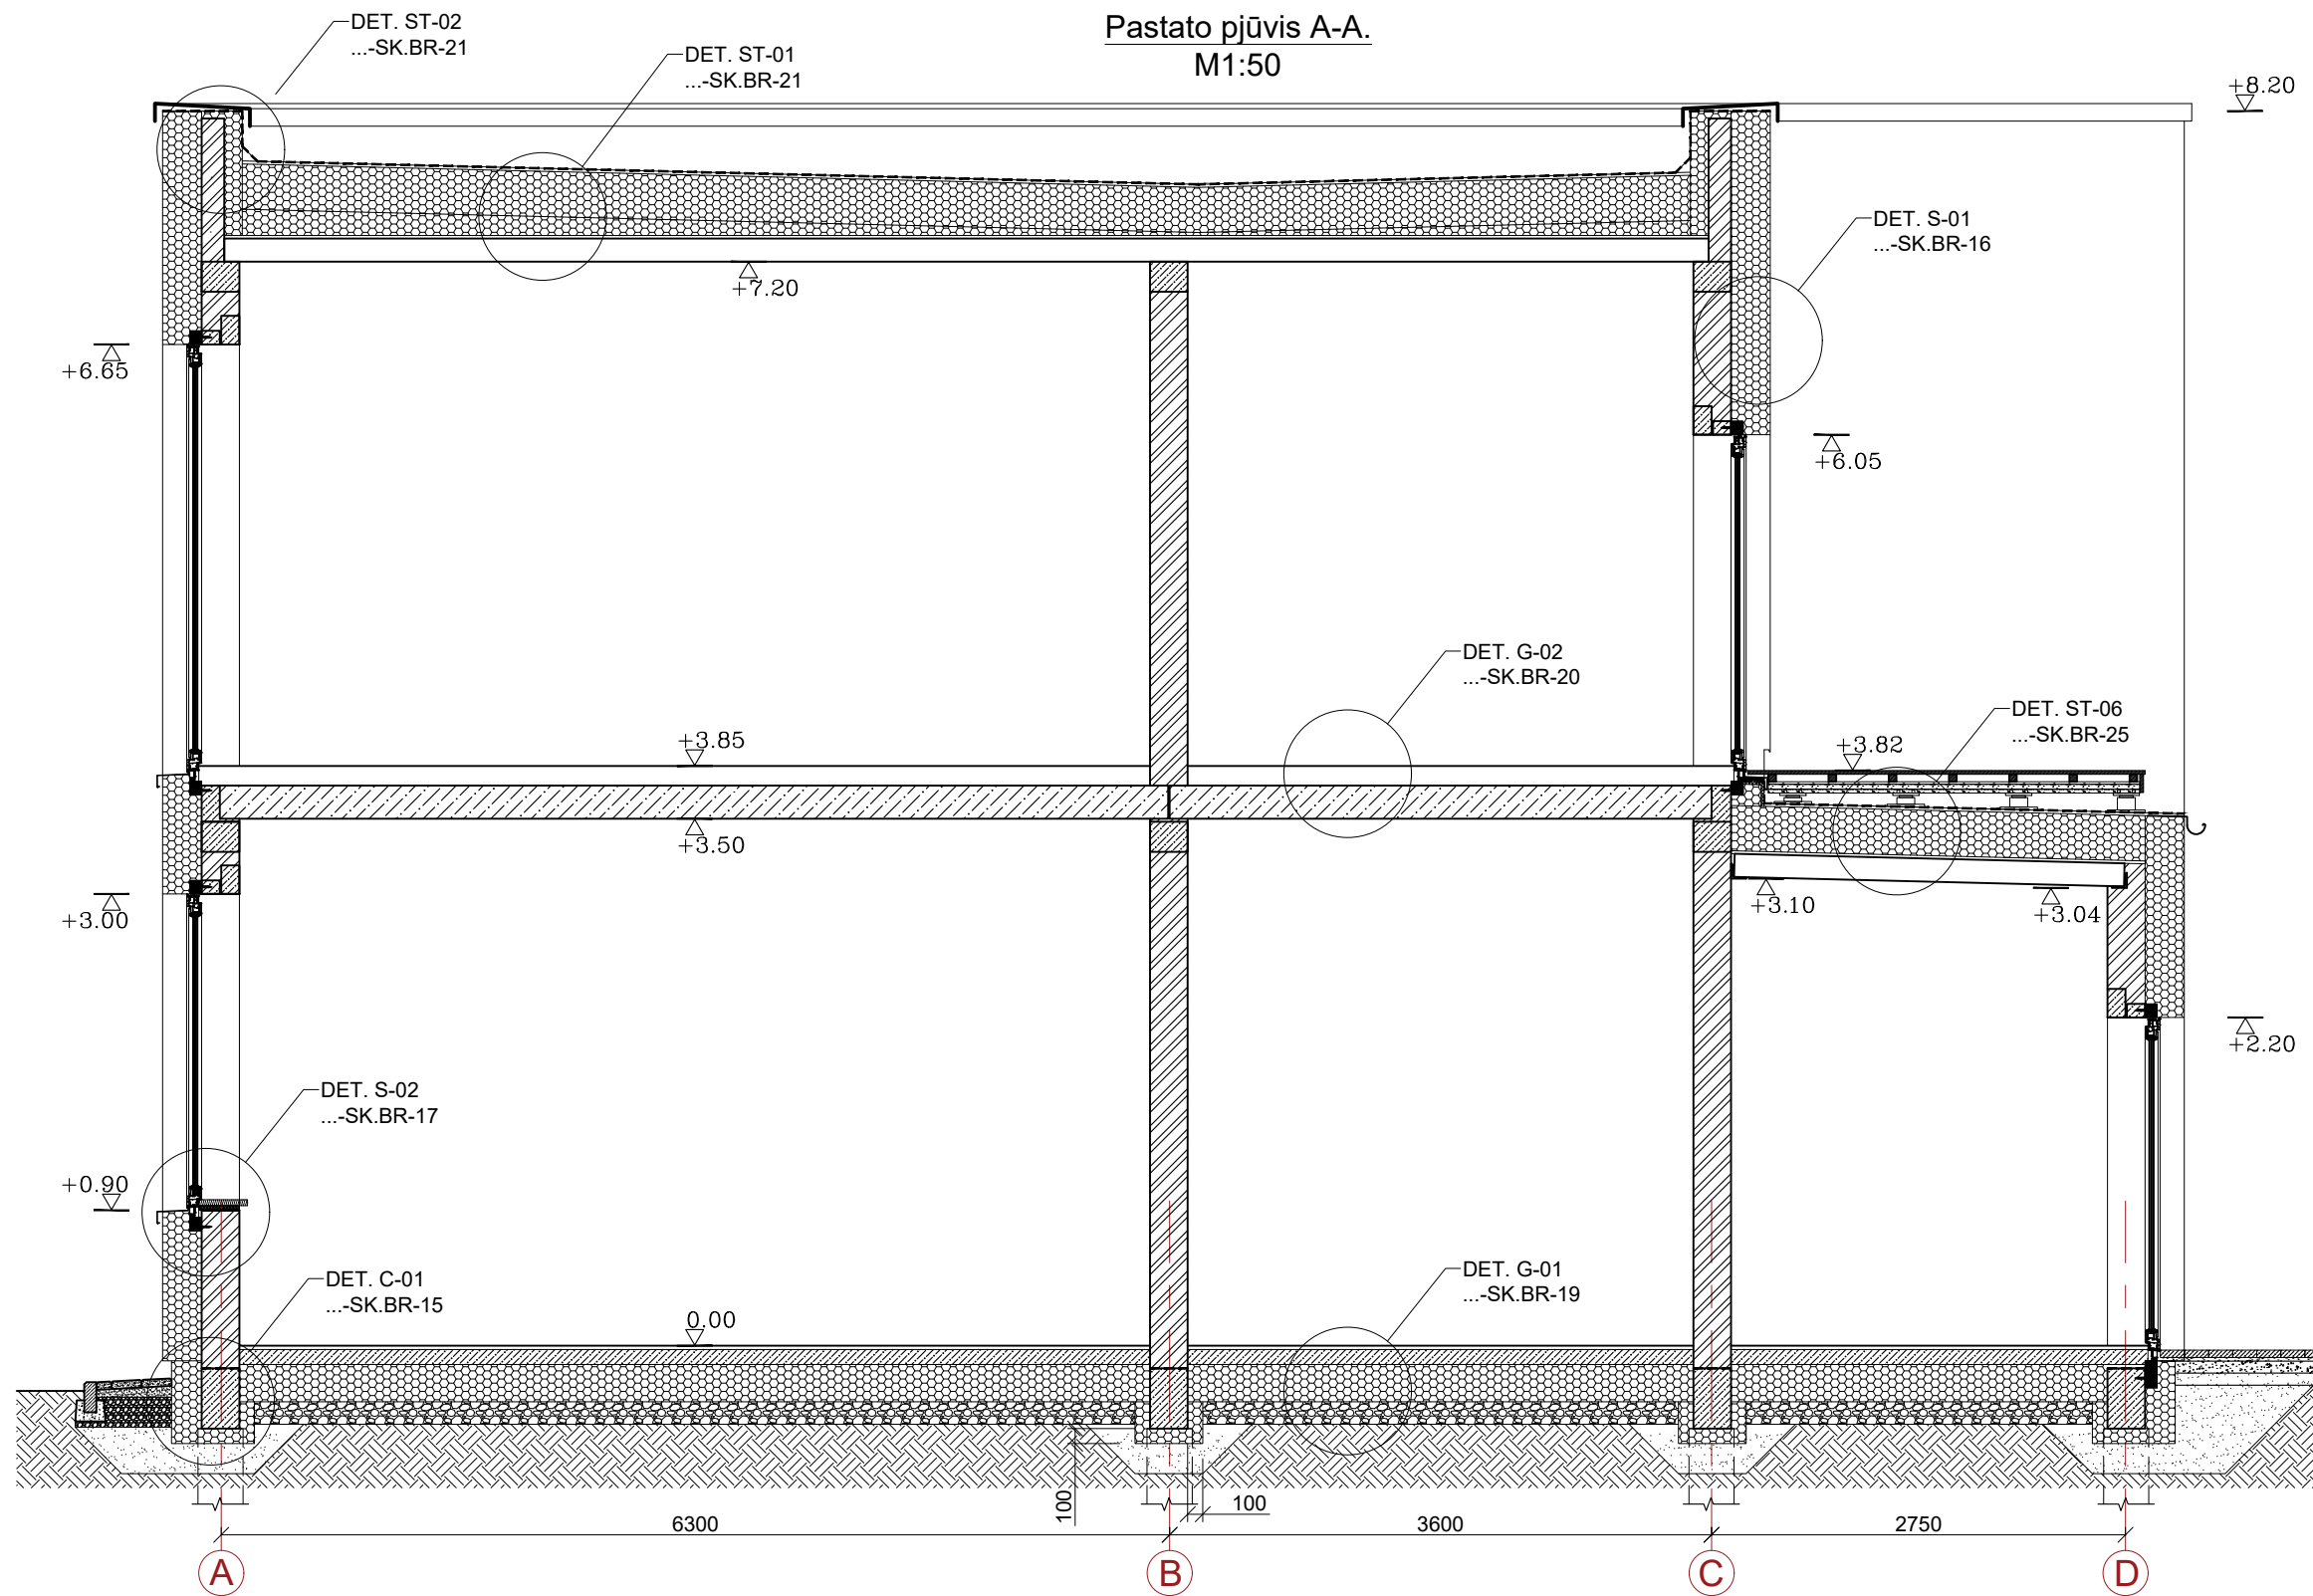 Pastato pjūvis A-A.
M1:50
DET. ST-02
...-SK.BR-21
DET. ST-01
...-SK.BR-21
+8.20
DET. S-01
...-SK.BR-16
+7.20
+6.65
+6.05
DET. G-02
...-SK.BR-20
DET. ST-06
...-SK.BR-25
+3.85
+3.82
+3.50
+3.00
+3.10
+3.04
+2.20
DET. S-02
...-SK.BR-17
+0.90
DET. C-01
...-SK.BR-15
DET. G-01
...-SK.BR-19
0.00
100
100
6300
3600
2750
A
B
C
D